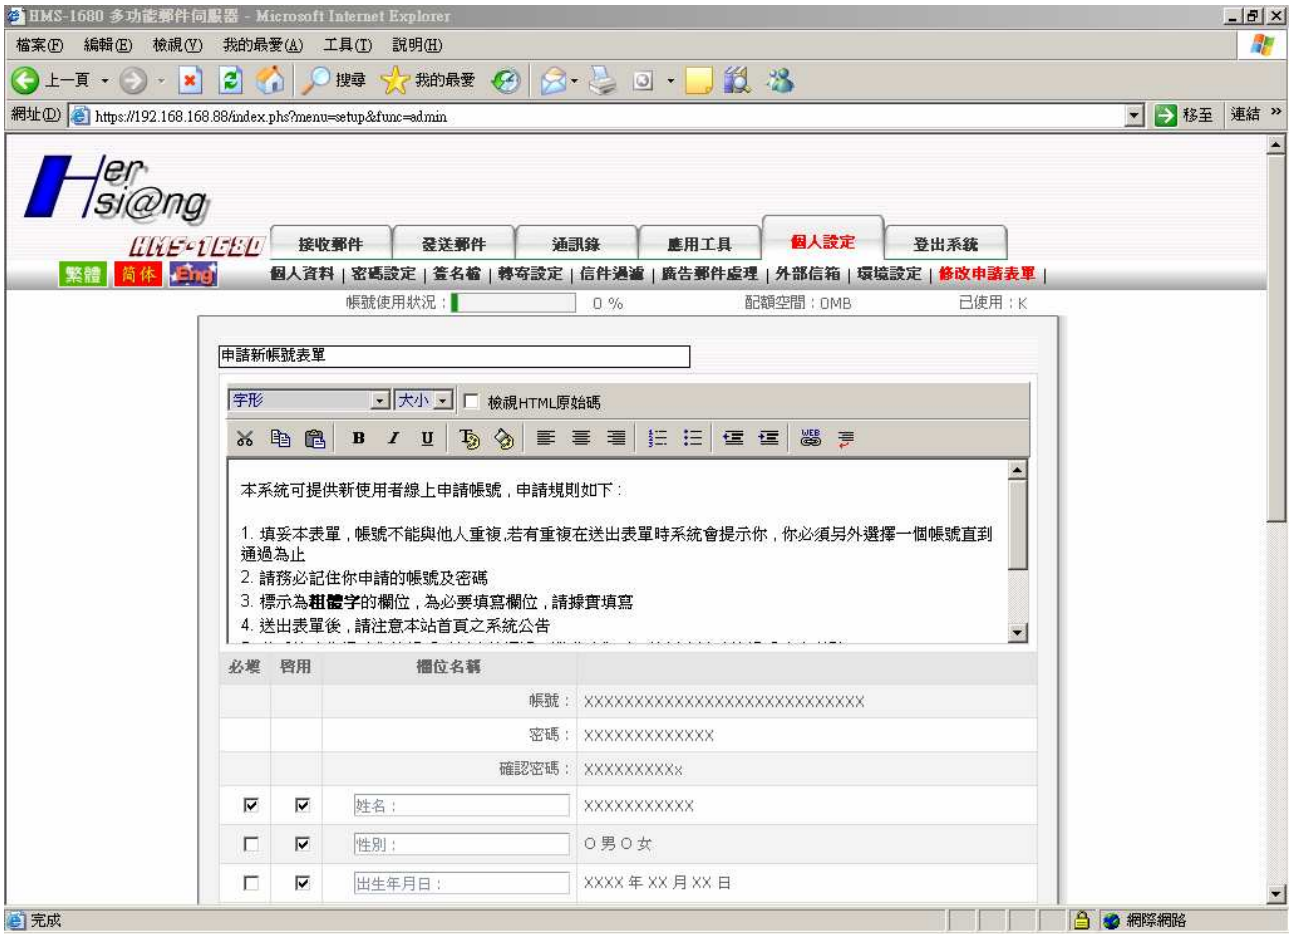 HMS-1680 多功能郵件伺服器 - Microsoft Internet Explorer
檔案(F) 編輯(E) 檢視(V) 我的最愛(A) 工具(T) 說明(H)
上一頁 搜尋 我的最愛
網址(D) https://192.168.168.88/index.phs?menu=setup&func=admin 移至 連結 »
Her
Hsi@ng
HMS-1680
接收郵件 發送郵件 通訊錄 應用工具 個人設定 登出系統
繁體 简体 Eng 個人資料 | 密碼設定 | 簽名檔 | 轉寄設定 | 信件過濾 | 廣告郵件處理 | 外部信箱 | 環境設定 | 修改申請表單 |
帳號使用狀況 : 0 % 配額空間 : 0MB 已使用 : K
申請新帳號表單
字形 大小 檢視HTML原始碼
B I U WEB
本系統可提供新使用者線上申請帳號 , 申請規則如下 :
1. 填妥本表單 , 帳號不能與他人重複,若有重複在送出表單時系統會提示你 , 你必須另外選擇一個帳號直到
通過為止
2. 請務必記住你申請的帳號及密碼
3. 標示為粗體字的欄位 , 為必要填寫欄位 , 請據實填寫
4. 送出表單後 , 請注意本站首頁之系統公告
必填 啓用 欄位名稱
帳號 : XXXXXXXXXXXXXXXXXXXXXXXXXXXX
密碼 : XXXXXXXXXXXXX
確認密碼 : XXXXXXXXXx
姓名 : XXXXXXXXXXX
性別 : O 男 O 女
出生年月日 : XXXX 年 XX 月 XX 日
完成 網際網路